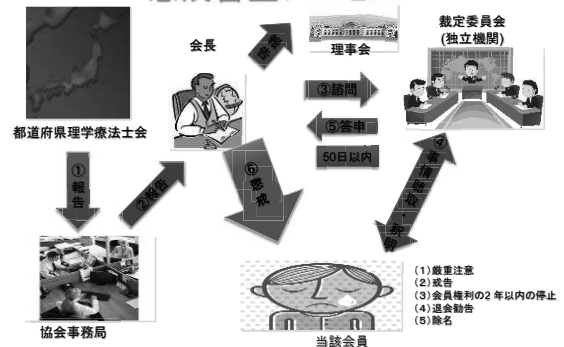 会長
報告
理事会
裁定委員会
(独立機関)
③諮問
⑤答申
50日以内
都道府県理学療法士会
①報告
②報告
⑥懲戒
④事情聴取・釈明
協会事務局
当該会員
(1)厳重注意
(2)戒告
(3)会員権利の2年以内の停止
(4)退会勧告
(5)除名